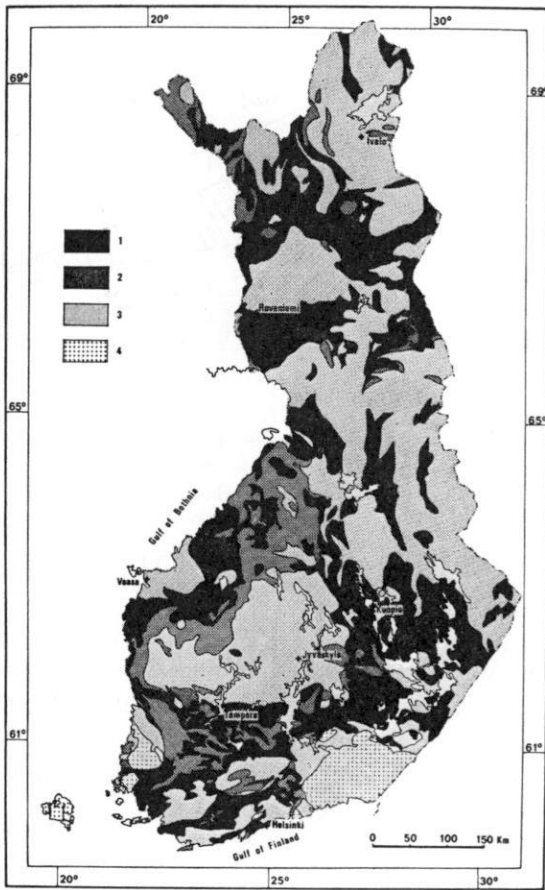 20°
25°
30°
69°
69°
Ivalo
1
2
3
4
Rovaniemi
65°
65°
Gulf of Bothnia
Vaasa
Kuopio
Jyväskylä
Tampere
61°
61°
Helsinki
Gulf of Finland
0 50 100 150 Km
20°
25°
30°